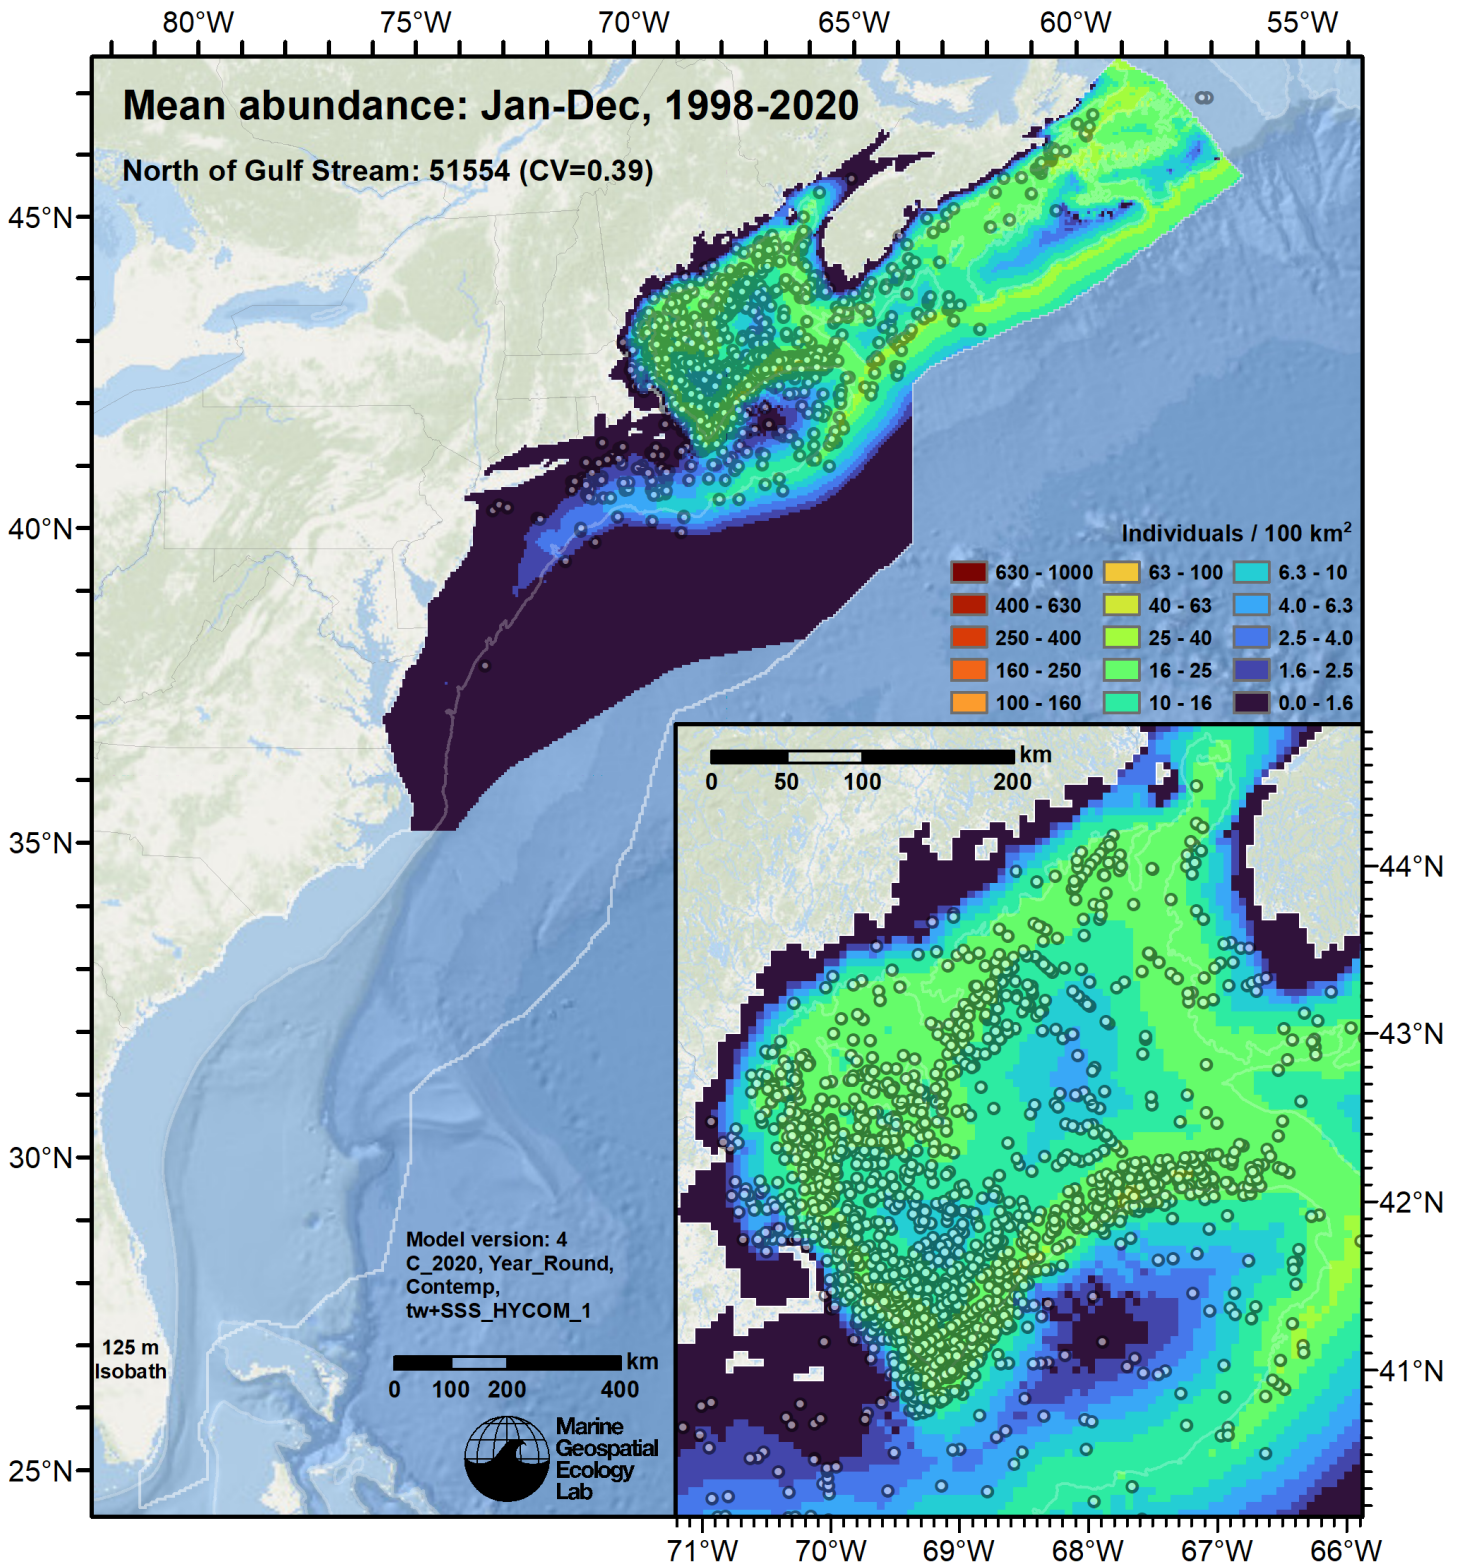 80°W 75°W 70°W 65°W 60°W 55°W
Mean abundance: Jan-Dec, 1998-2020
North of Gulf Stream: 51554 (CV=0.39)
45°N
40°N
35°N
30°N
25°N
Individuals / 100 km²
630 - 1000 63 - 100 6.3 - 10
400 - 630 40 - 63 4.0 - 6.3
250 - 400 25 - 40 2.5 - 4.0
160 - 250 16 - 25 1.6 - 2.5
100 - 160 10 - 16 0.0 - 1.6
km
0 50 100 200
44°N
43°N
42°N
41°N
Model version: 4
C_2020, Year_Round,
Contemp,
tw+SSS_HYCOM_1
125 m
Isobath
km
0 100 200 400
Marine
Geospatial
Ecology
Lab
71°W 70°W 69°W 68°W 67°W 66°W